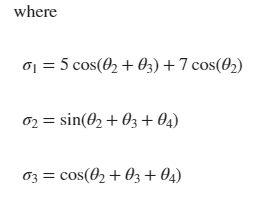 where
σ₁ = 5 cos(θ₂ + θ₃) + 7 cos(θ₂)
σ₂ = sin(θ₂ + θ₃ + θ₄)
σ₃ = cos(θ₂ + θ₃ + θ₄)